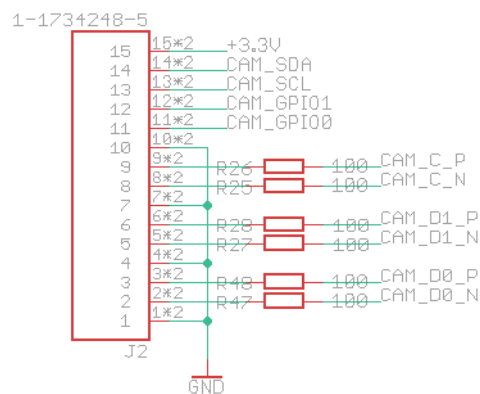 1-1734248-5
15 15*2 +3.3V
14 14*2 CAM_SDA
13 13*2 CAM_SCL
12 12*2 CAM_GPIO1
11 11*2 CAM_GPIO0
10 10*2
9 9*2 R26 100 CAM_C_P
8 8*2 R25 100 CAM_C_N
7 7*2
6 6*2 R28 100 CAM_D1_P
5 5*2 R27 100 CAM_D1_N
4 4*2
3 3*2 R48 100 CAM_D0_P
2 2*2 R47 100 CAM_D0_N
1 1*2
J2
GND